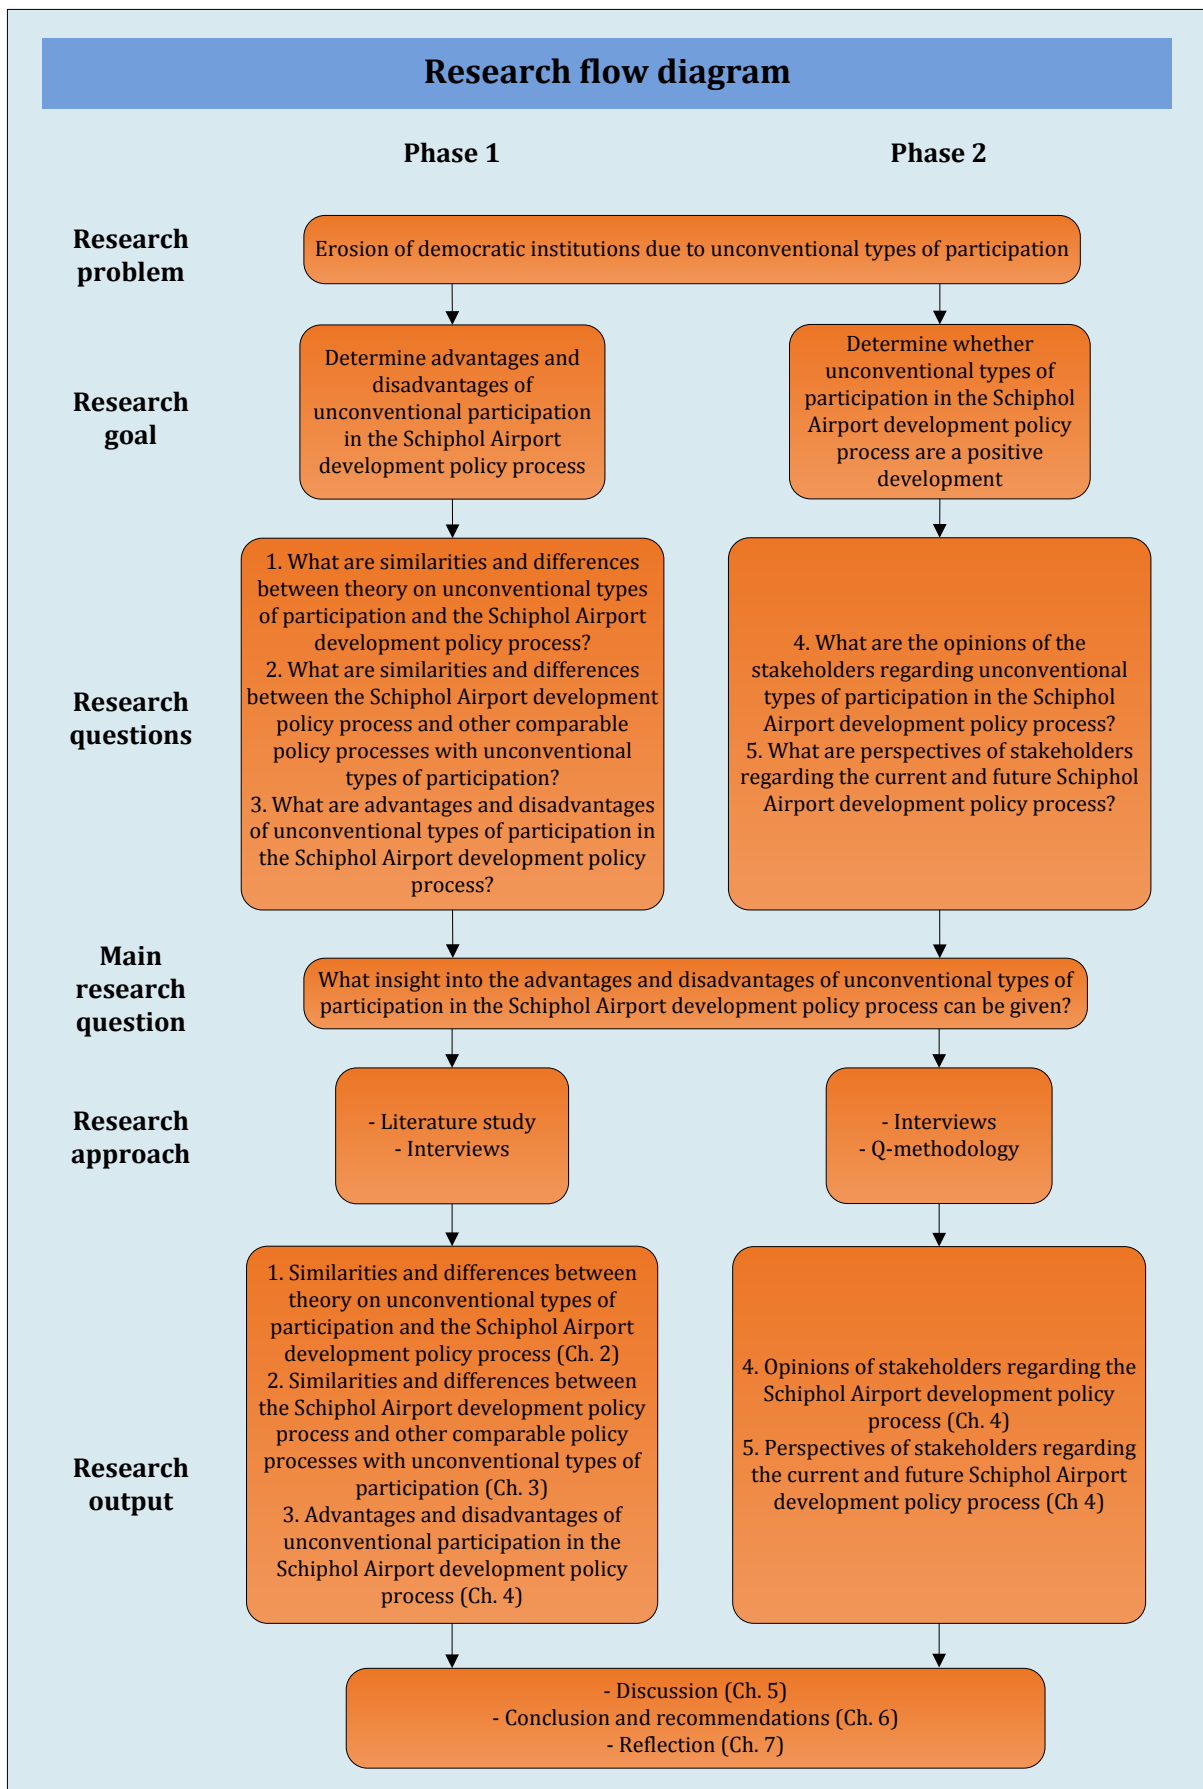 Research flow diagram
Phase 1
Phase 2
Research
problem
Erosion of democratic institutions due to unconventional types of participation
Research
goal
Determine advantages and
disadvantages of
unconventional participation
in the Schiphol Airport
development policy process
Determine whether
unconventional types of
participation in the Schiphol
Airport development policy
process are a positive
development
Research
questions
1. What are similarities and differences
between theory on unconventional types
of participation and the Schiphol Airport
development policy process?
2. What are similarities and differences
between the Schiphol Airport development
policy process and other comparable
policy processes with unconventional
types of participation?
3. What are advantages and disadvantages
of unconventional types of participation in
the Schiphol Airport development policy
process?
4. What are the opinions of the
stakeholders regarding unconventional
types of participation in the Schiphol
Airport development policy process?
5. What are perspectives of stakeholders
regarding the current and future Schiphol
Airport development policy process?
Main
research
question
What insight into the advantages and disadvantages of unconventional types of
participation in the Schiphol Airport development policy process can be given?
Research
approach
- Literature study
- Interviews
- Interviews
- Q-methodology
Research
output
1. Similarities and differences between
theory on unconventional types of
participation and the Schiphol Airport
development policy process (Ch. 2)
2. Similarities and differences between
the Schiphol Airport development policy
process and other comparable policy
processes with unconventional types of
participation (Ch. 3)
3. Advantages and disadvantages of
unconventional participation in the
Schiphol Airport development policy
process (Ch. 4)
4. Opinions of stakeholders regarding the
Schiphol Airport development policy
process (Ch. 4)
5. Perspectives of stakeholders regarding
the current and future Schiphol Airport
development policy process (Ch 4)
- Discussion (Ch. 5)
- Conclusion and recommendations (Ch. 6)
- Reflection (Ch. 7)